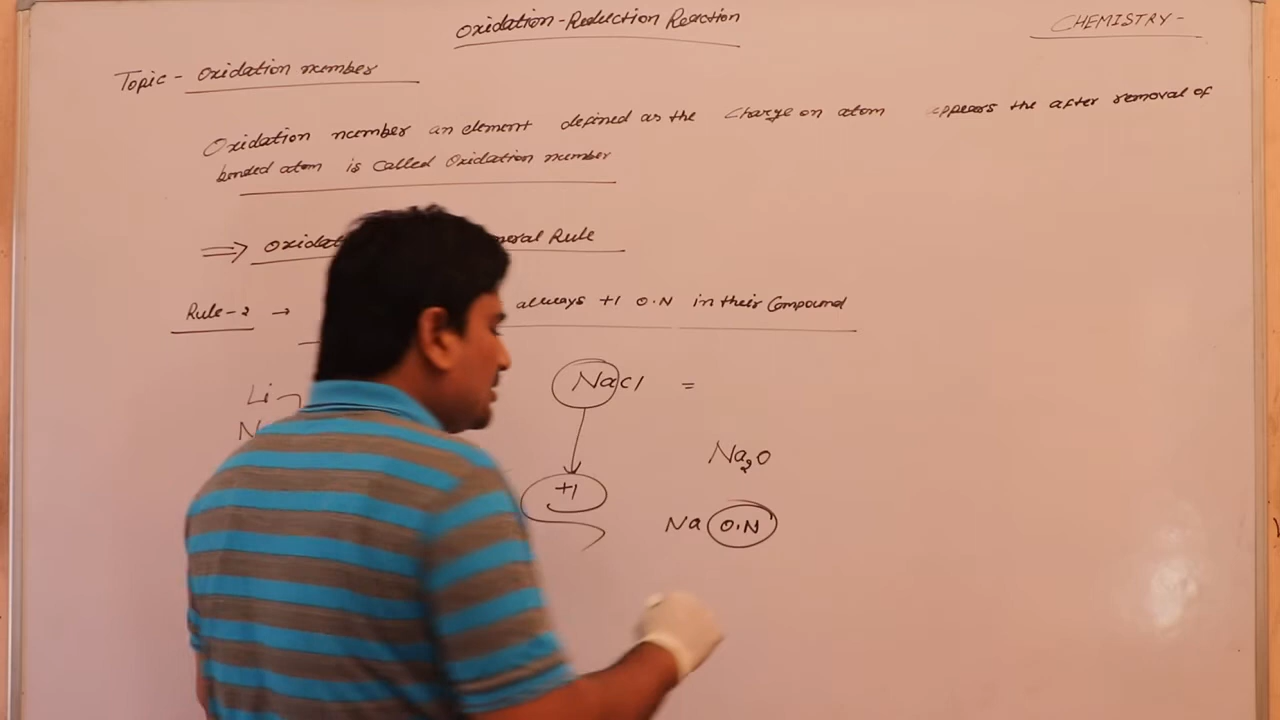 Oxidation-Reduction Reaction
CHEMISTRY-
Topic - Oxidation number
Oxidation number an element defined as the charge on atom appears the after removal of
bonded atom is called Oxidation number
⇒ Rule
Rule-2 → always +1 O.N in their Compound
Li
NaCl =
Na₂O
+1
Na O.N